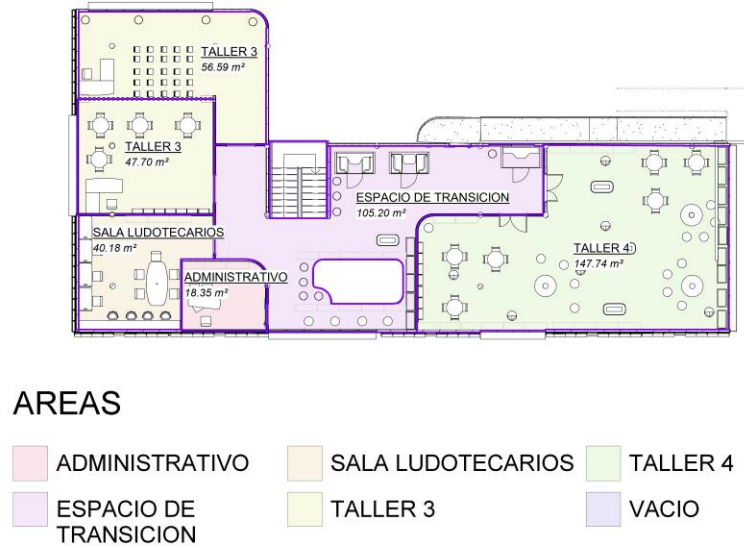 TALLER 3
56.59 m²
TALLER 3
47.70 m²
ESPACIO DE TRANSICION
105.20 m²
SALA LUDOTECARIOS
40.18 m²
TALLER 4
147.74 m²
ADMINISTRATIVO
18.35 m²
AREAS
ADMINISTRATIVO
SALA LUDOTECARIOS
TALLER 4
ESPACIO DE
TRANSICION
TALLER 3
VACIO